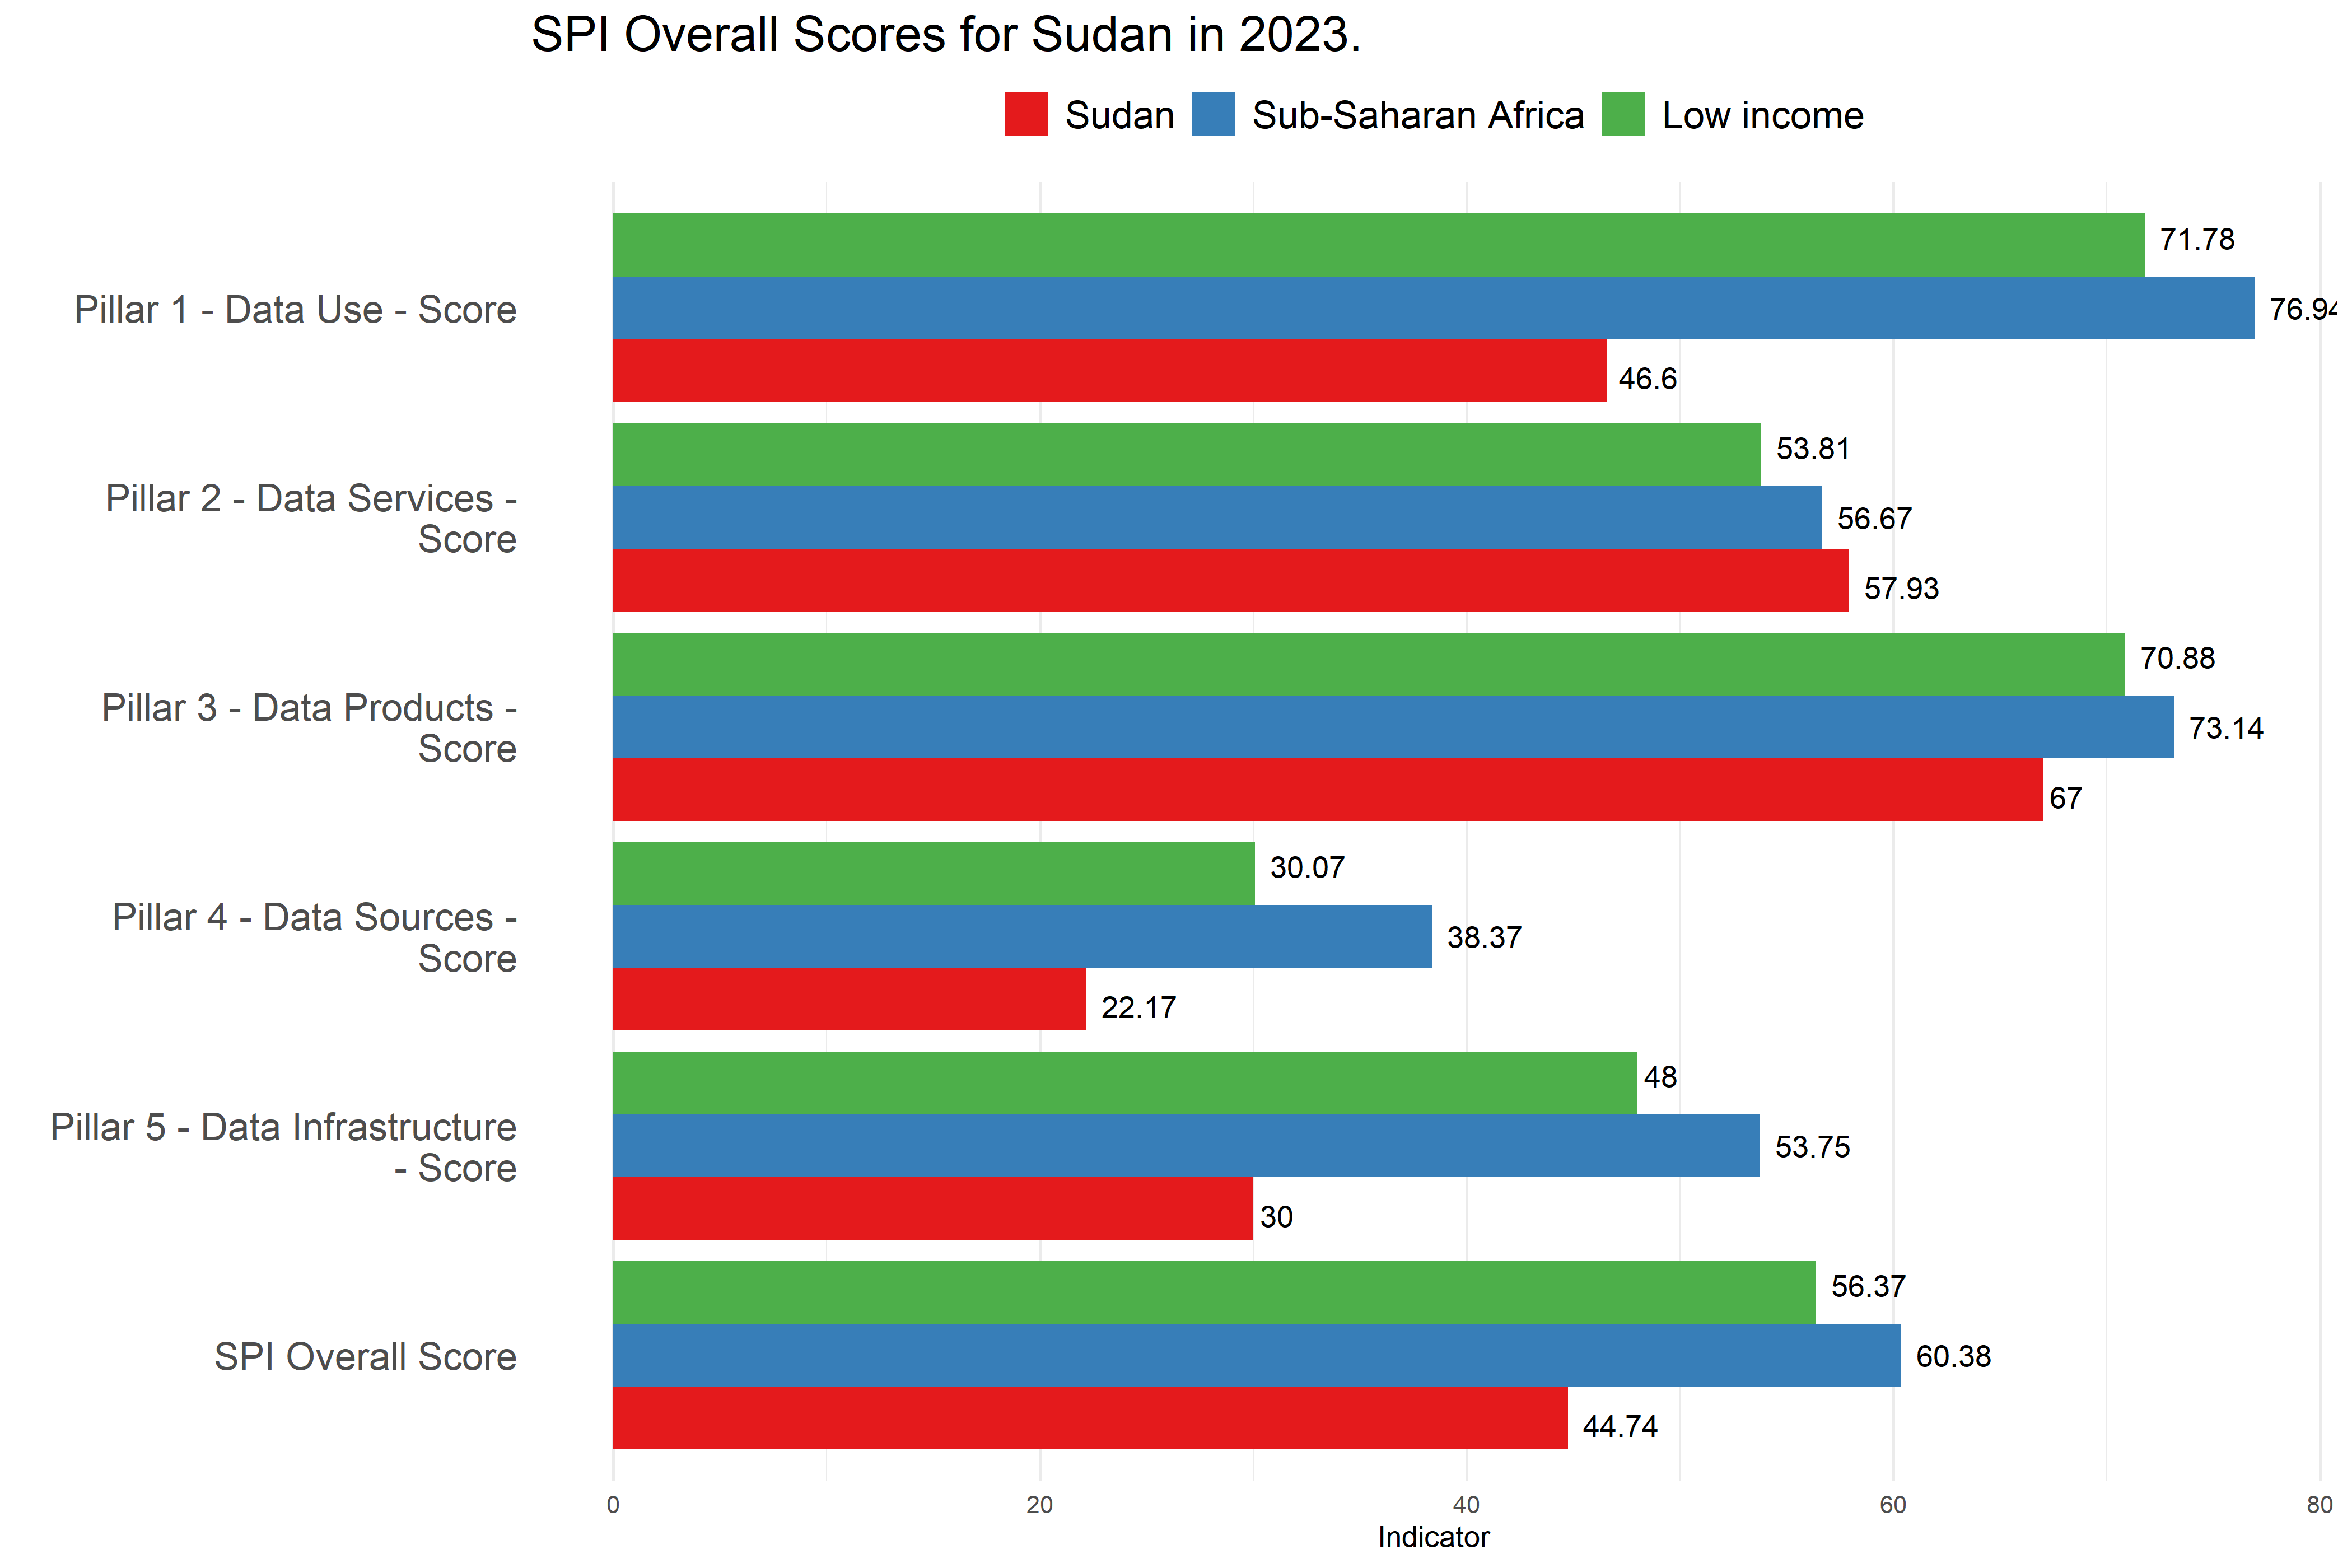 SPI Overall Scores for Sudan in 2023.
Sudan Sub-Saharan Africa Low income
Pillar 1 - Data Use - Score
71.78
76.94
46.6
Pillar 2 - Data Services -
Score
53.81
56.67
57.93
Pillar 3 - Data Products -
Score
70.88
73.14
67
Pillar 4 - Data Sources -
Score
30.07
38.37
22.17
Pillar 5 - Data Infrastructure
- Score
48
53.75
30
SPI Overall Score
56.37
60.38
44.74
0 20 40 60 80
Indicator